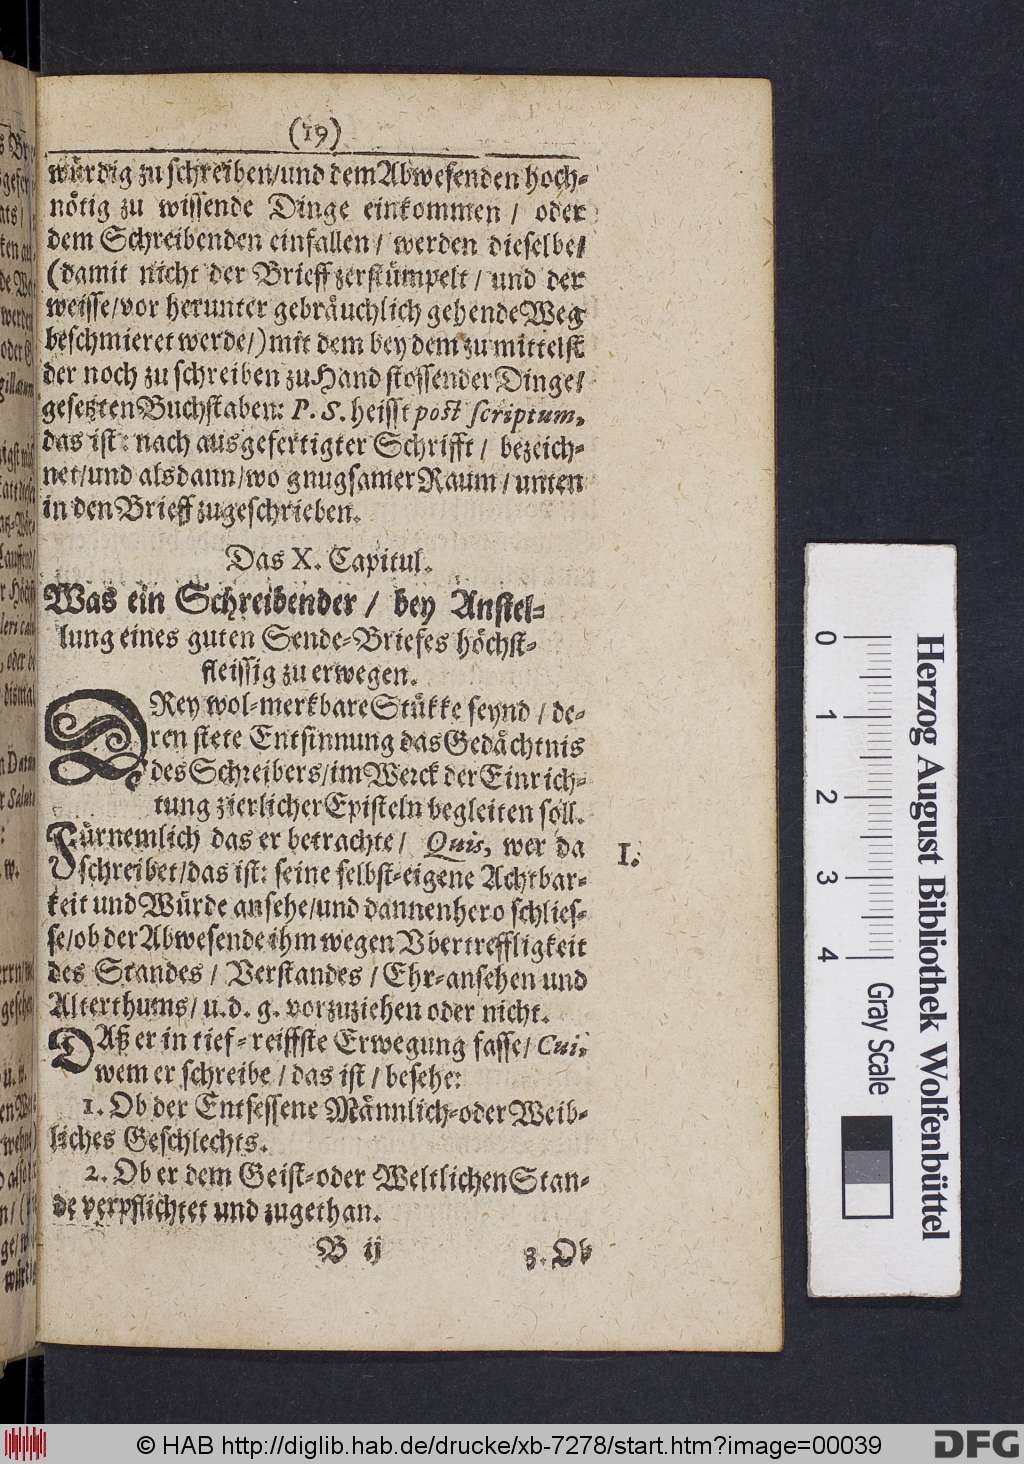 (19)
würdig zu schreiben/und dem Abwesenden hoch-
nötig zu wissende Dinge einkommen / oder
dem Schreibenden einfallen / werden dieselbe/
(damit nicht der Brieff zerstümpelt / und der
weisse/vor herunter gebräuchlich gehende Weg
beschmieret werde/) mit dem bey dem zu mittelst
der noch zu schreiben zu Hand stossender Dinge/
gesetzten Buchstaben: P. S. heisst post scriptum,
das ist: nach ausgefertigter Schrifft / bezeich-
net/und alsdann/wo gnugsamer Raum / unten
in den Brieff zugeschrieben.
Das X. Capitul.
Was ein Schreibender / bey Anstel-
lung eines guten Sende-Briefes höchst-
fleissig zu erwegen.
DRey wol-merkbare Stükke seynd / de-
ren stete Entsinnung das Gedächtnis
des Schreibers/im Werck der Einrich-
tung zierlicher Episteln begleiten soll.
Fürnemlich das er betrachte / Quis, wer da
schreibet/das ist: seine selbst-eigene Achtbar-
keit und Würde ansehe/und dannenhero schlies-
se/ob der Abwesende ihm wegen Vbertreffligkeit
des Standes / Verstandes / Ehr-ansehen und
Alterthums/ u. d. g. vorzuziehen oder nicht.
1.
DAß er in tief-reiffste Erwegung fasse/ Cui,
wem er schreibe / das ist / besehe:
1. Ob der Entsessene Männlich-oder Weib-
liches Geschlechts.
2. Ob er dem Geist-oder Weltlichen Stan-
de verpflichtet und zugethan.
B ij
3. Ob
0 1 2 3 4
Gray Scale
Herzog August Bibliothek Wolfenbüttel
© HAB http://diglib.hab.de/drucke/xb-7278/start.htm?image=00039
DFG